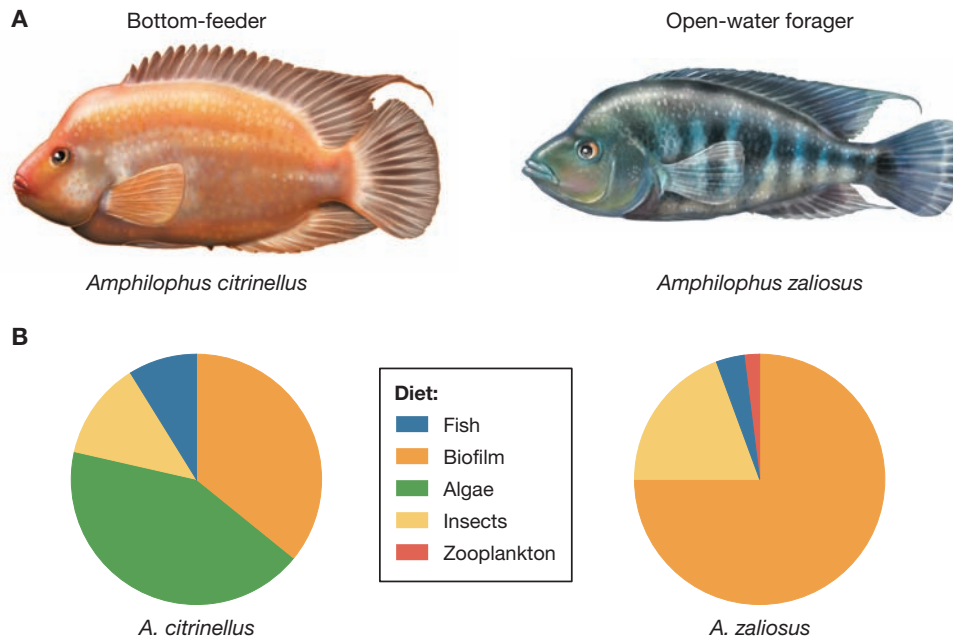 A
Bottom-feeder
Open-water forager
Amphilophus citrinellus
Amphilophus zaliosus
B
Diet:
Fish
Biofilm
Algae
Insects
Zooplankton
A. citrinellus
A. zaliosus